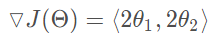 ▽J(Θ) = ⟨2θ₁, 2θ₂⟩